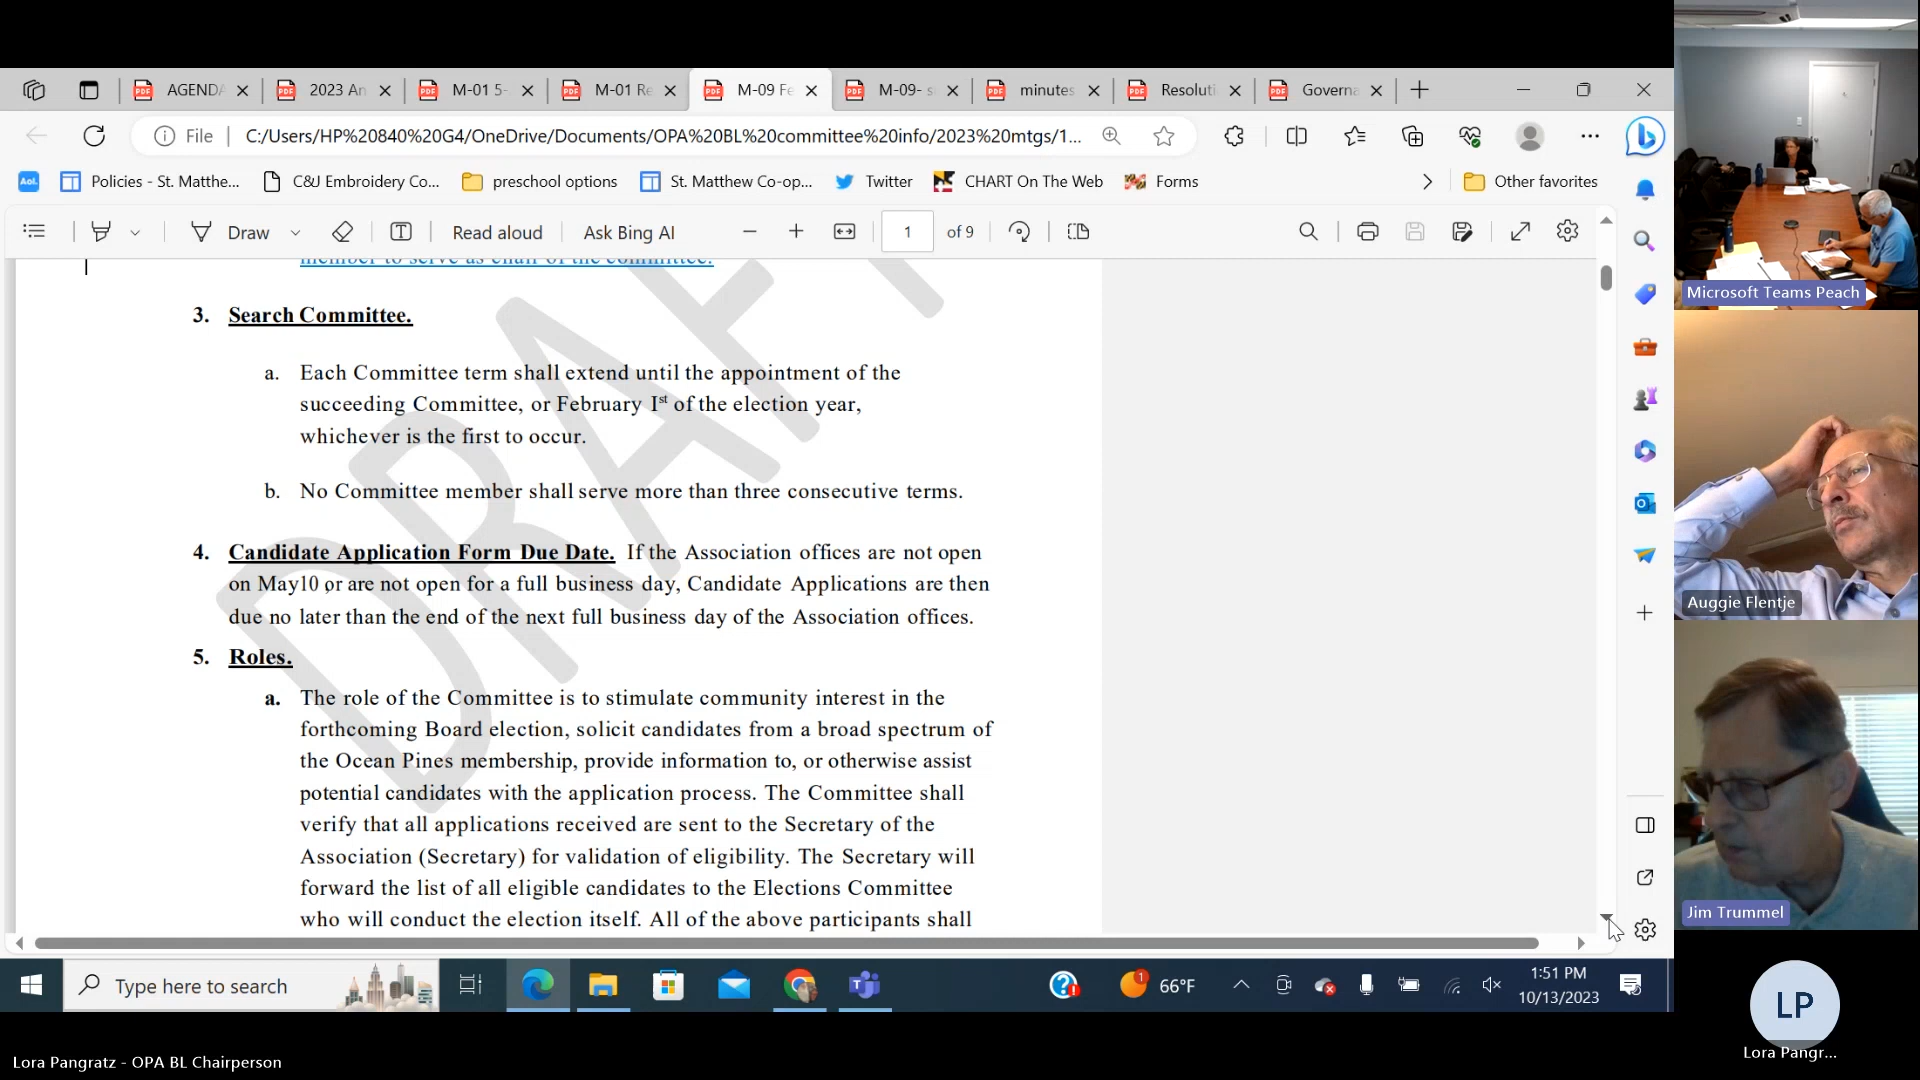 AGENDA
2023 An
M-01 5-
M-01 Re
M-09 Fe
M-09- s
minutes
Resoluti
Governa
File
C:/Users/HP%20840%20G4/OneDrive/Documents/OPA%20BL%20committee%20info/2023%20mtgs/1...
Aol.
Policies - St. Matthe...
C&J Embroidery Co...
preschool options
St. Matthew Co-op...
Twitter
CHART On The Web
Forms
Other favorites
Draw
Read aloud
Ask Bing AI
1 of 9
member to serve as chair of the committee.
3. Search Committee.
a. Each Committee term shall extend until the appointment of the
succeeding Committee, or February Ist of the election year,
whichever is the first to occur.
b. No Committee member shall serve more than three consecutive terms.
4. Candidate Application Form Due Date. If the Association offices are not open
on May10 or are not open for a full business day, Candidate Applications are then
due no later than the end of the next full business day of the Association offices.
5. Roles.
a. The role of the Committee is to stimulate community interest in the
forthcoming Board election, solicit candidates from a broad spectrum of
the Ocean Pines membership, provide information to, or otherwise assist
potential candidates with the application process. The Committee shall
verify that all applications received are sent to the Secretary of the
Association (Secretary) for validation of eligibility. The Secretary will
forward the list of all eligible candidates to the Elections Committee
who will conduct the election itself. All of the above participants shall
DRAFT
Type here to search
1
66°F
1:51 PM
10/13/2023
Microsoft Teams Peach
Auggie Flentje
Jim Trummel
LP
Lora Pangr...
Lora Pangratz - OPA BL Chairperson